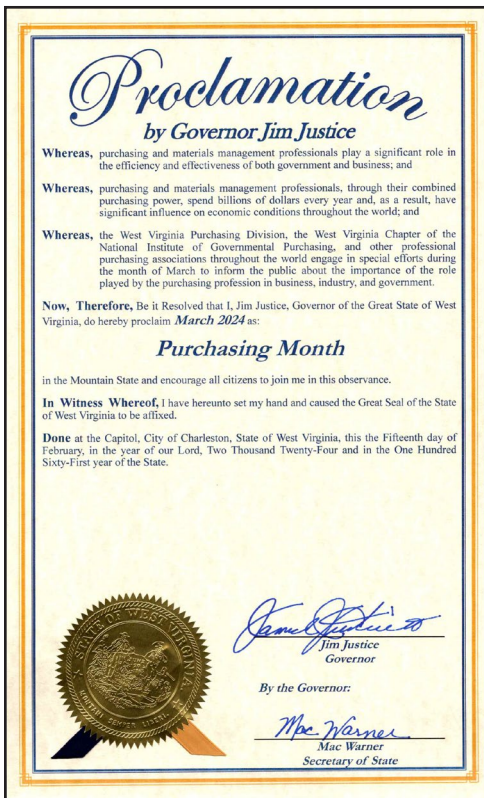 Proclamation
by Governor Jim Justice
Whereas, purchasing and materials management professionals play a significant role in
the efficiency and effectiveness of both government and business; and
Whereas, purchasing and materials management professionals, through their combined
purchasing power, spend billions of dollars every year and, as a result, have
significant influence on economic conditions throughout the world; and
Whereas, the West Virginia Purchasing Division, the West Virginia Chapter of the
National Institute of Governmental Purchasing, and other professional
purchasing associations throughout the world engage in special efforts during
the month of March to inform the public about the importance of the role
played by the purchasing profession in business, industry, and government.
Now, Therefore, Be it Resolved that I, Jim Justice, Governor of the Great State of West
Virginia, do hereby proclaim March 2024 as:
Purchasing Month
in the Mountain State and encourage all citizens to join me in this observance.
In Witness Whereof, I have hereunto set my hand and caused the Great Seal of the State
of West Virginia to be affixed.
Done at the Capitol, City of Charleston, State of West Virginia, this the Fifteenth day of
February, in the year of our Lord, Two Thousand Twenty-Four and in the One Hundred
Sixty-First year of the State.
STATE OF WEST VIRGINIA
MONTANI SEMPER LIBERI
Jim Justice
Governor
By the Governor:
Mac Warner
Mac Warner
Secretary of State